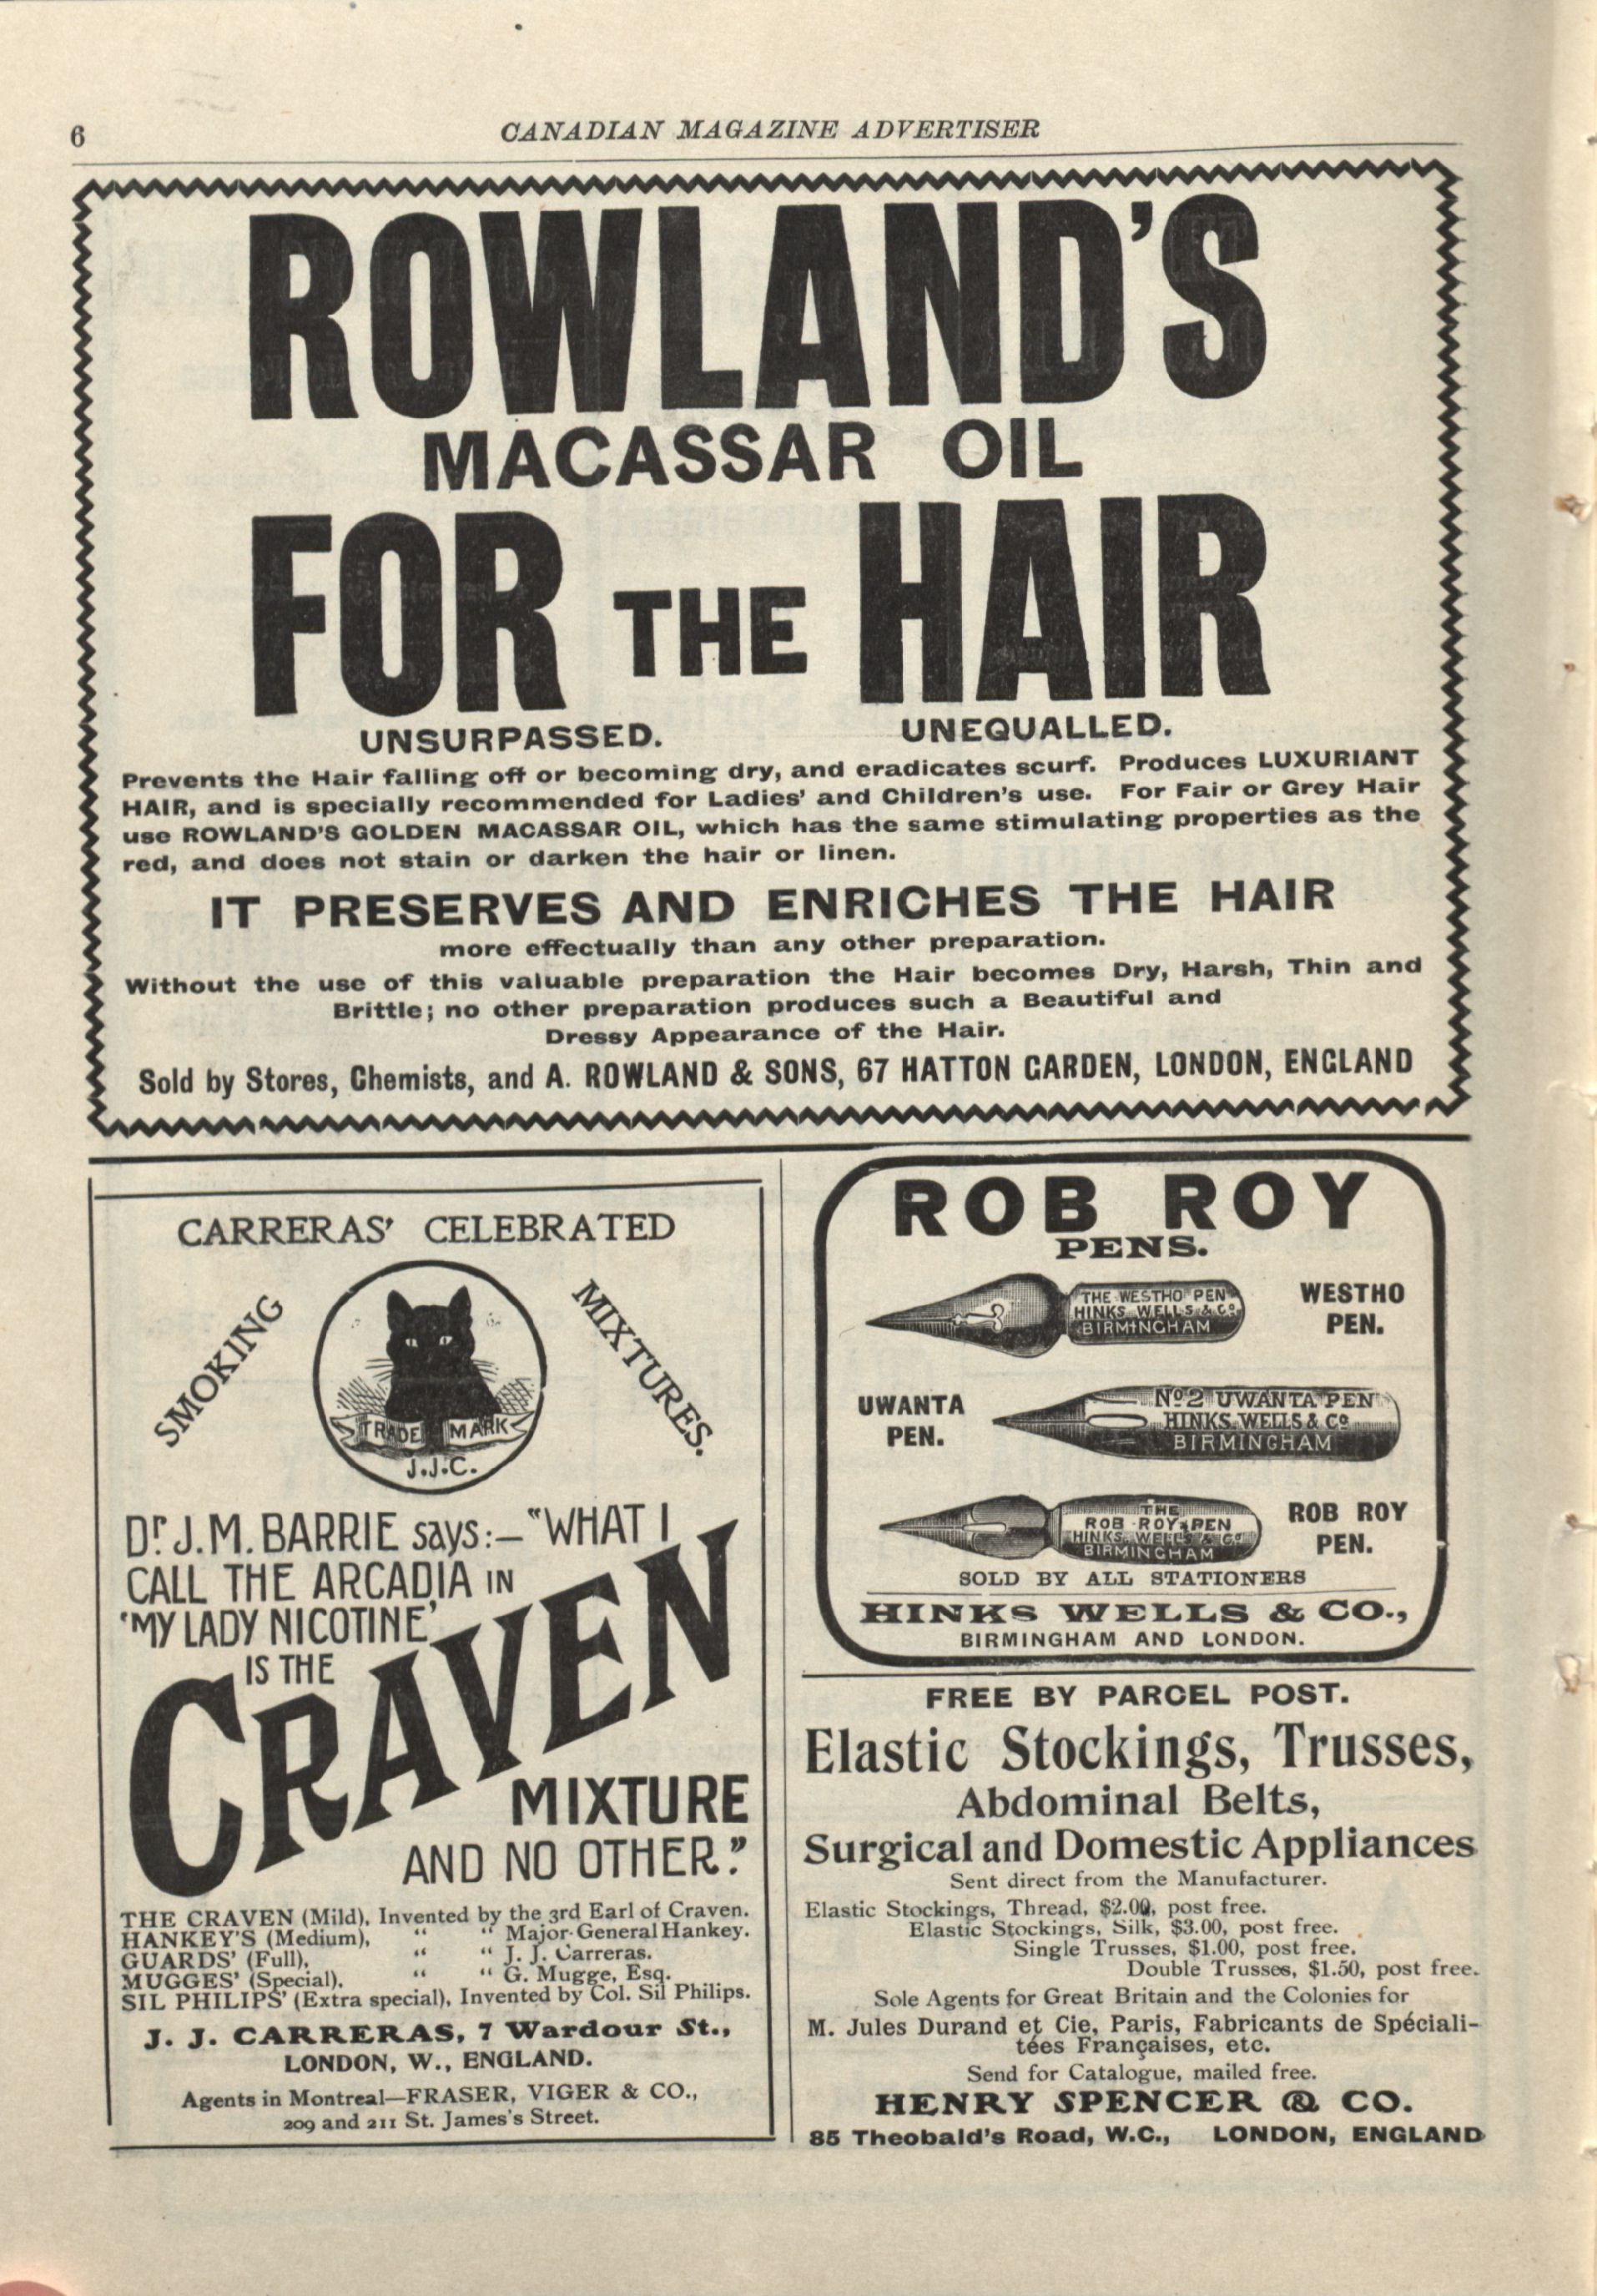 6
CANADIAN MAGAZINE ADVERTISER
ROWLAND'S
MACASSAR OIL
FOR THE HAIR
UNSURPASSED. UNEQUALLED.
Prevents the Hair falling off or becoming dry, and eradicates scurf. Produces LUXURIANT
HAIR, and is specially recommended for Ladies' and Children's use. For Fair or Grey Hair
use ROWLAND'S GOLDEN MACASSAR OIL, which has the same stimulating properties as the
red, and does not stain or darken the hair or linen.
IT PRESERVES AND ENRICHES THE HAIR
more effectually than any other preparation.
Without the use of this valuable preparation the Hair becomes Dry, Harsh, Thin and
Brittle; no other preparation produces such a Beautiful and
Dressy Appearance of the Hair.
Sold by Stores, Chemists, and A. ROWLAND & SONS, 67 HATTON GARDEN, LONDON, ENGLAND
CARRERAS' CELEBRATED
SMOKING
MIXTURES.
TRADE MARK
J.J.C.
Dr. J.M. BARRIE says:—"WHAT I
CALL THE ARCADIA IN
'MY LADY NICOTINE,'
IS THE
CRAVEN
MIXTURE
AND NO OTHER."
THE CRAVEN (Mild), Invented by the 3rd Earl of Craven.
HANKEY'S (Medium), " " Major-General Hankey.
GUARDS' (Full), " " J. J. Carreras.
MUGGES' (Special), " " G. Mugge, Esq.
SIL PHILIPS' (Extra special), Invented by Col. Sil Philips.
J. J. CARRERAS, 7 Wardour St.,
LONDON, W., ENGLAND.
Agents in Montreal—FRASER, VIGER & CO.,
209 and 211 St. James's Street.
ROB ROY
PENS.
THE WESTHO PEN
HINKS WELLS & Co
BIRMINGHAM
WESTHO
PEN.
UWANTA
PEN.
No 2 UWANTA PEN
HINKS WELLS & Co
BIRMINGHAM
THE
ROB ROY PEN
HINKS WELLS & Co
BIRMINGHAM
ROB ROY
PEN.
SOLD BY ALL STATIONERS
HINKS WELLS & CO.,
BIRMINGHAM AND LONDON.
FREE BY PARCEL POST.
Elastic Stockings, Trusses,
Abdominal Belts,
Surgical and Domestic Appliances
Sent direct from the Manufacturer.
Elastic Stockings, Thread, $2.00, post free.
Elastic Stockings, Silk, $3.00, post free.
Single Trusses, $1.00, post free.
Double Trusses, $1.50, post free.
Sole Agents for Great Britain and the Colonies for
M. Jules Durand et Cie, Paris, Fabricants de Spéciali-
tées Françaises, etc.
Send for Catalogue, mailed free.
HENRY SPENCER & CO.
85 Theobald's Road, W.C., LONDON, ENGLAND